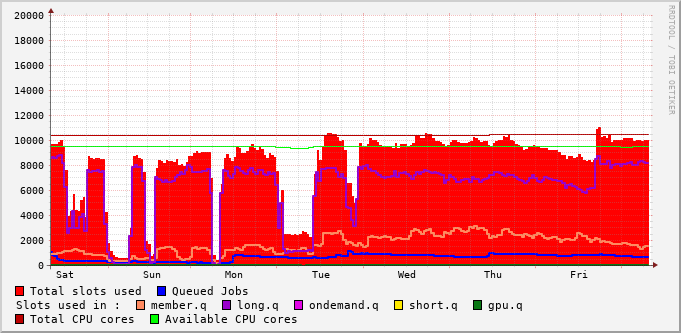 20000
18000
16000
14000
12000
10000
8000
6000
4000
2000
0
Sat Sun Mon Tue Wed Thu Fri
Total slots used Queued Jobs
Slots used in : member.q long.q ondemand.q short.q gpu.q
Total CPU cores Available CPU cores
RRDTOOL / TOBI OETIKER